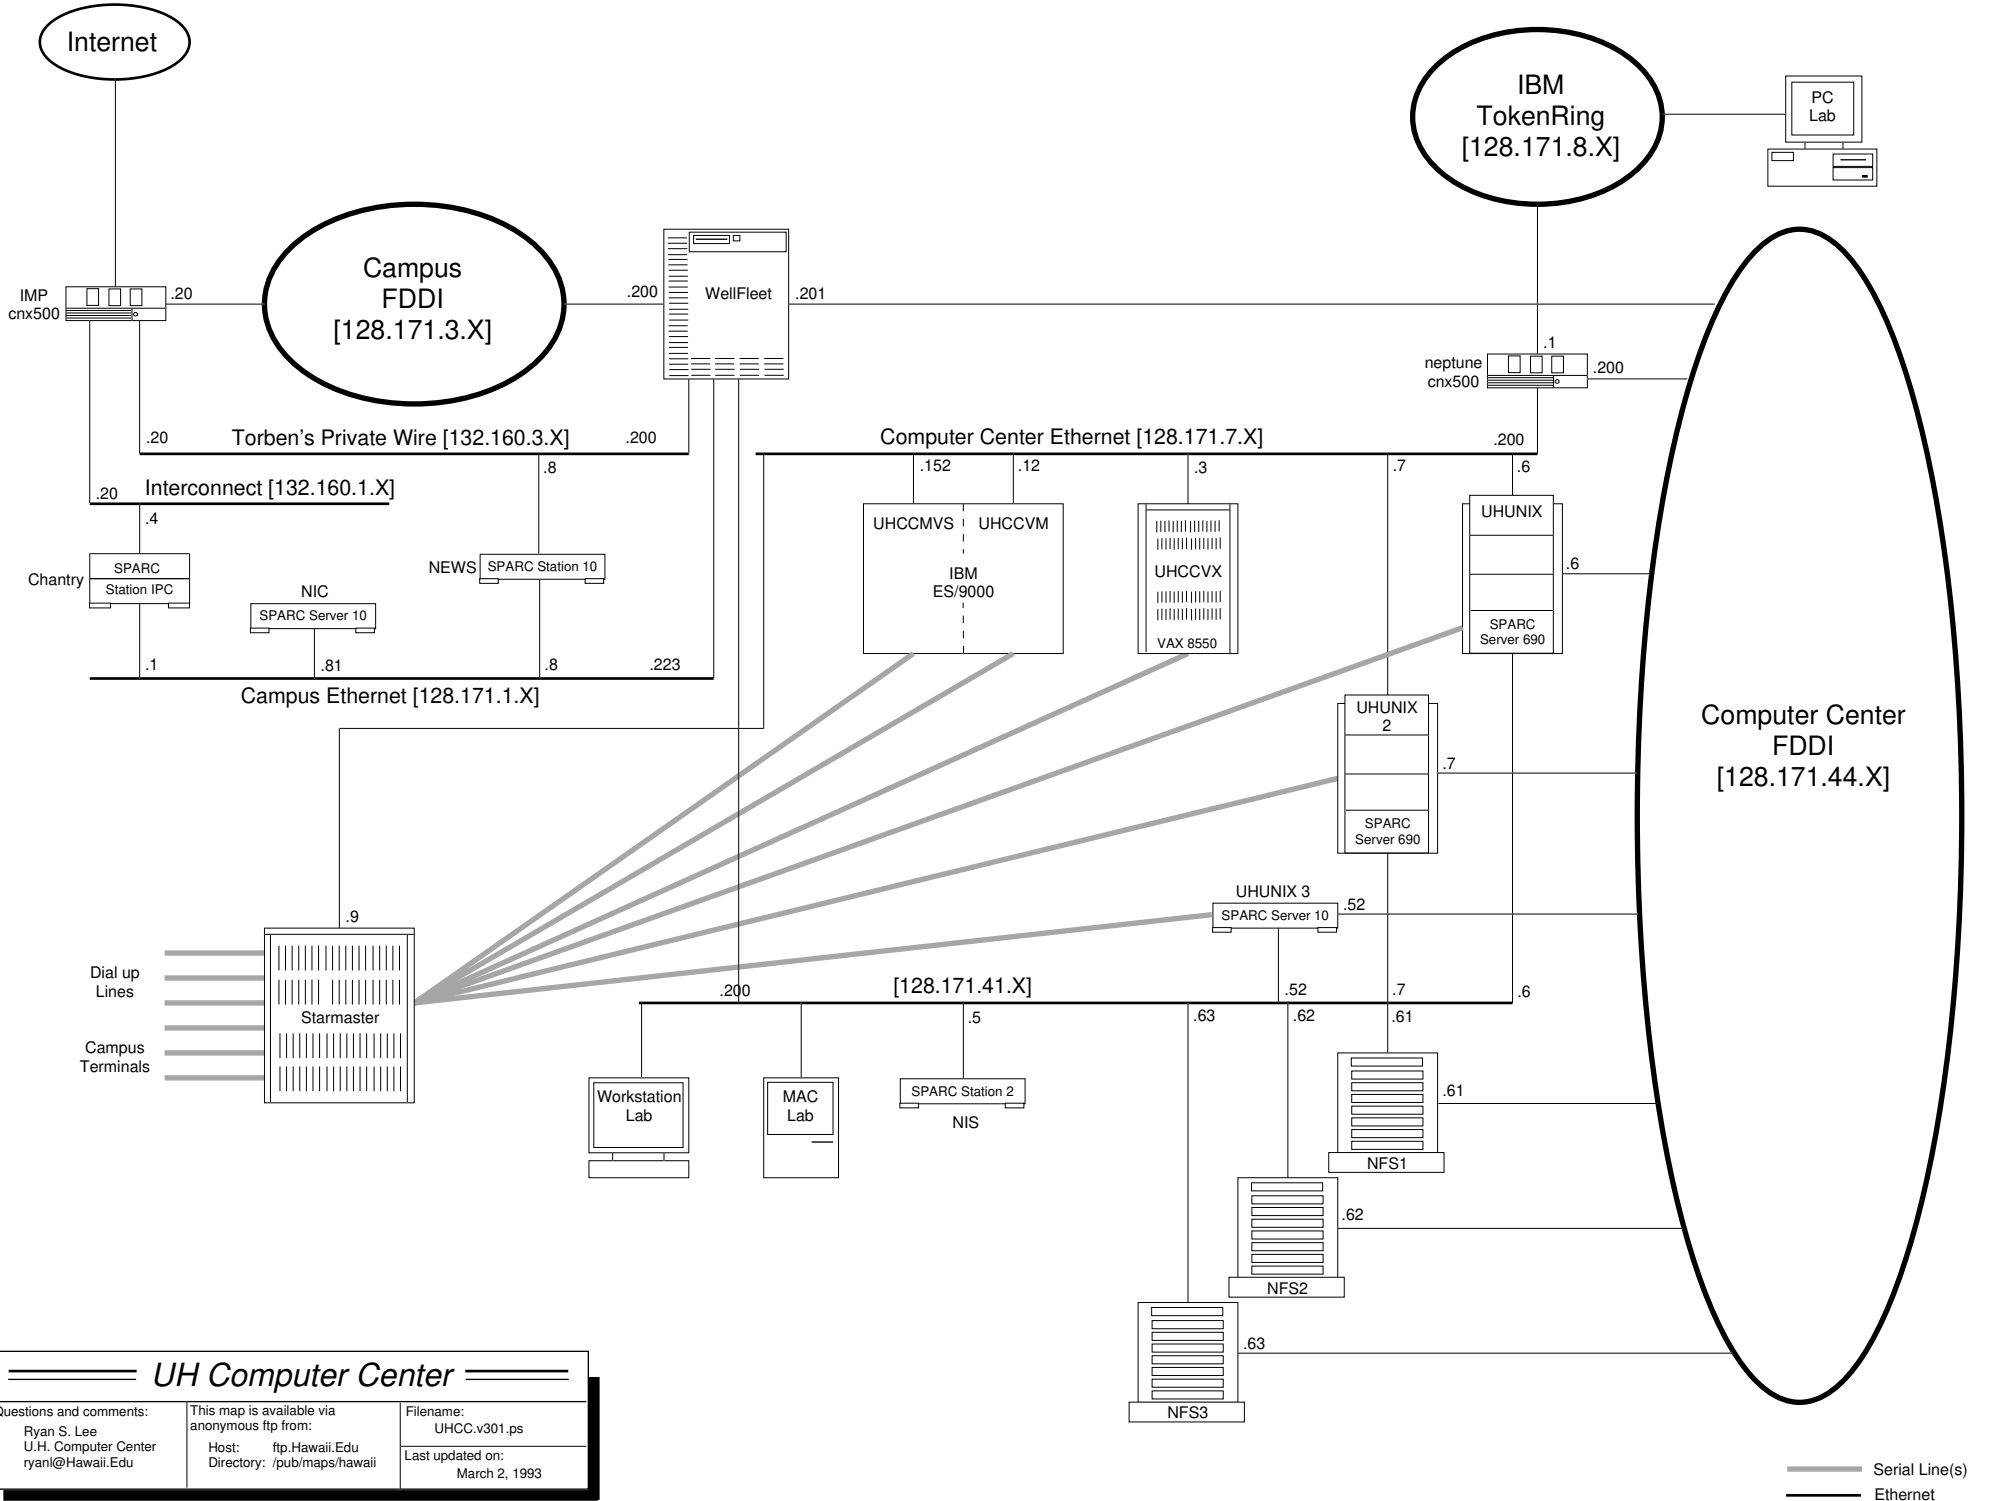 Internet
IBM
TokenRing
[128.171.8.X]
PC
Lab
Campus
FDDI
[128.171.3.X]
IMP
cnx500
.20
.200
WellFleet
.201
.1
neptune
cnx500
.200
.20
Torben's Private Wire [132.160.3.X]
.200
Computer Center Ethernet [128.171.7.X]
.200
.8
.152
.12
.3
.7
.6
.20
Interconnect [132.160.1.X]
.4
UHCCMVS
UHCCVM
IBM
ES/9000
UHCCVX
VAX 8550
UHUNIX
SPARC
Server 690
.6
Chantry
SPARC
Station IPC
NIC
SPARC Server 10
NEWS
SPARC Station 10
.1
.81
.8
.223
Campus Ethernet [128.171.1.X]
UHUNIX
2
SPARC
Server 690
.7
Computer Center
FDDI
[128.171.44.X]
UHUNIX 3
SPARC Server 10
.52
.9
Dial up
Lines
Campus
Terminals
Starmaster
.200
[128.171.41.X]
.52
.7
.6
.5
.63
.62
.61
Workstation
Lab
MAC
Lab
SPARC Station 2
NIS
.61
NFS1
.62
NFS2
.63
NFS3
UH Computer Center
Questions and comments:
Ryan S. Lee
U.H. Computer Center
ryanl@Hawaii.Edu
This map is available via
anonymous ftp from:
Host: ftp.Hawaii.Edu
Directory: /pub/maps/hawaii
Filename:
UHCC.v301.ps
Last updated on:
March 2, 1993
Serial Line(s)
Ethernet